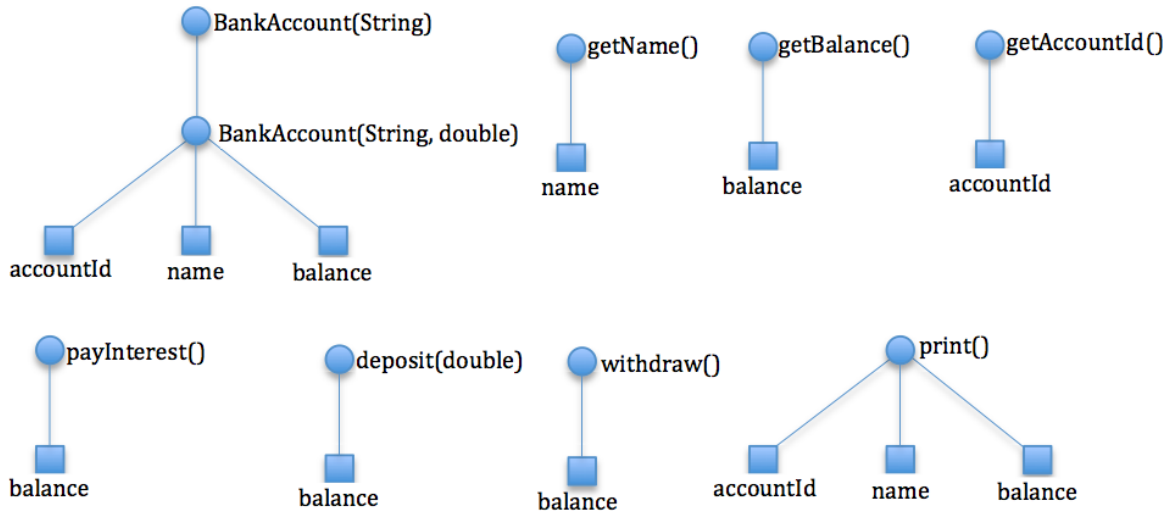 BankAccount(String)
getName()
getBalance()
getAccountId()
BankAccount(String, double)
name
balance
accountId
accountId
name
balance
payInterest()
deposit(double)
withdraw()
print()
balance
balance
balance
accountId
name
balance